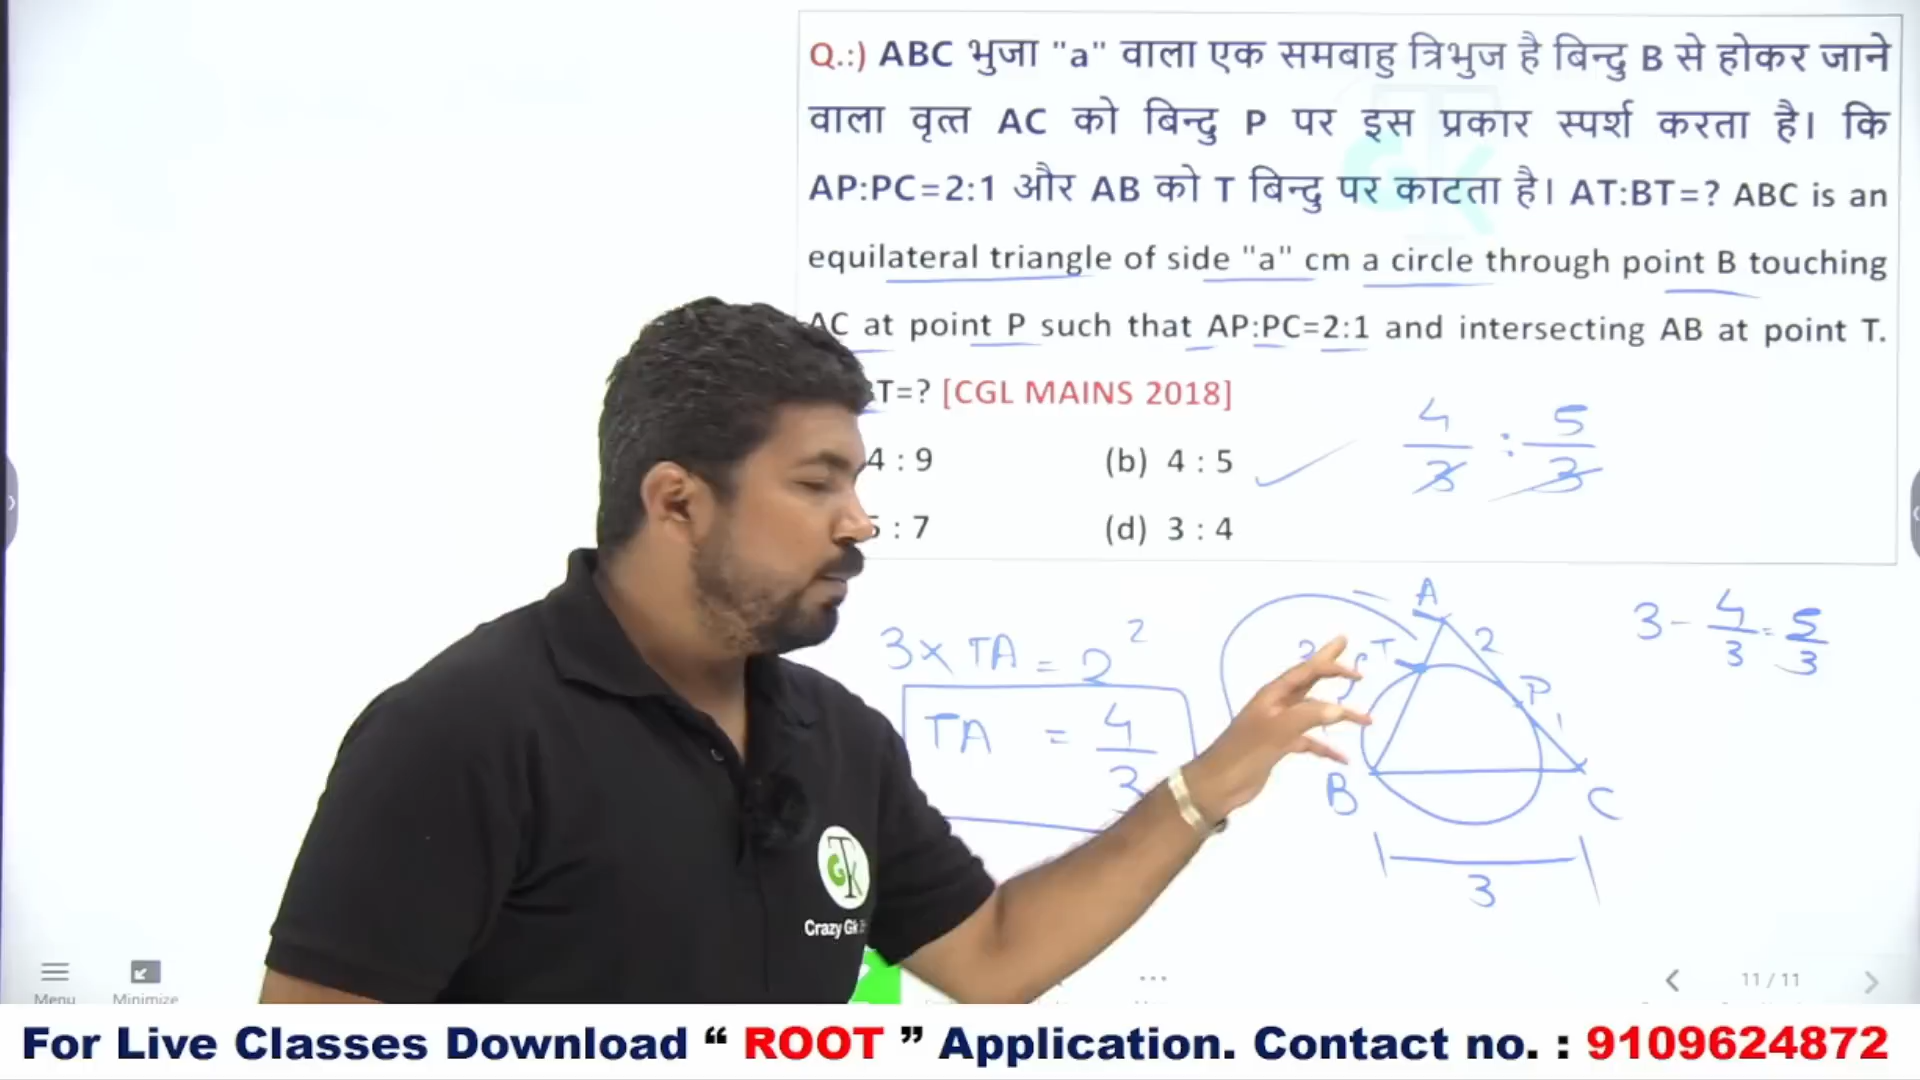 Q.:) ABC भुजा "a" वाला एक समबाहु त्रिभुज है बिन्दु B से होकर जाने
वाला वृत्त AC को बिन्दु P पर इस प्रकार स्पर्श करता है। कि
AP:PC=2:1 और AB को T बिन्दु पर काटता है। AT:BT=? ABC is an
equilateral triangle of side "a" cm a circle through point B touching
AC at point P such that AP:PC=2:1 and intersecting AB at point T.
T=? [CGL MAINS 2018]
4 : 9 (b) 4 : 5
: 7 (d) 3 : 4
4/3 : 5/3
3 × TA = 2²
TA = 4/3
A
T
2
P
1
B
C
3
3 - 4/3 = 5/3
GK
Crazy Gk
Menu
Minimize
11 / 11
For Live Classes Download “ ROOT ” Application. Contact no. : 9109624872